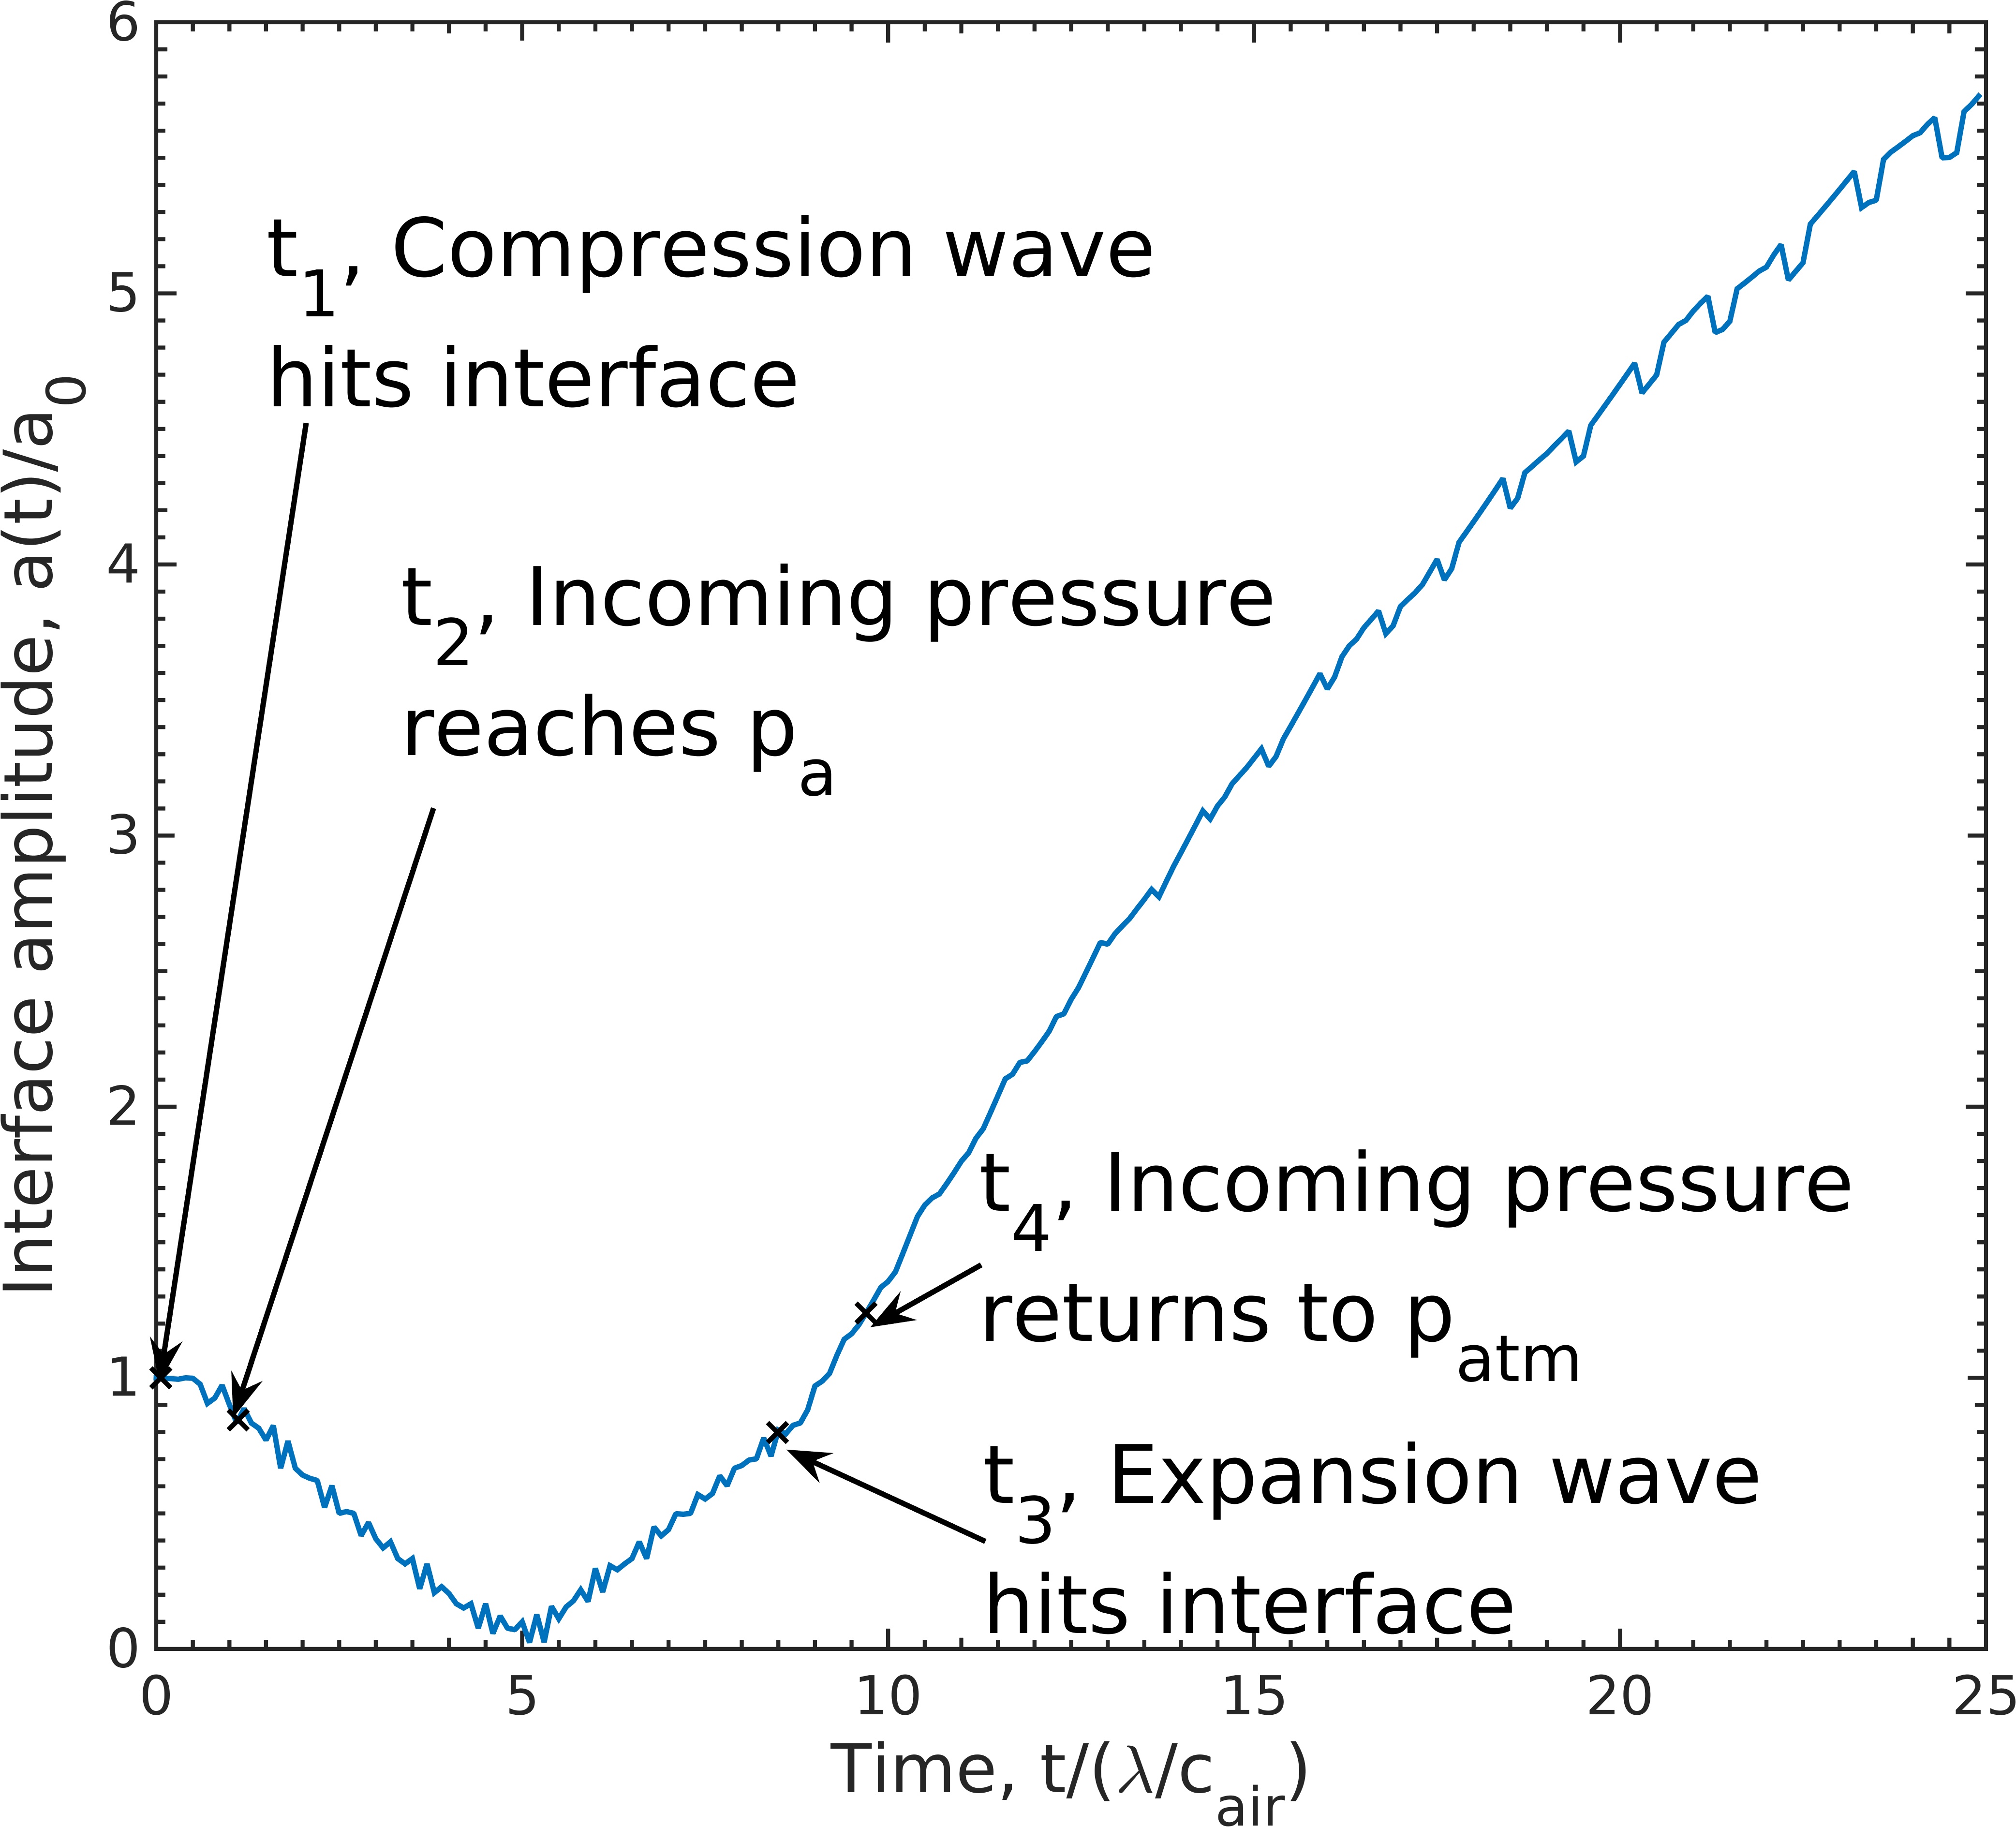 6
5
4
3
2
1
0
Interface amplitude, a(t)/a₀
t₁, Compression wave
hits interface
t₂, Incoming pressure
reaches pₐ
t₄, Incoming pressure
returns to pₐₜₘ
t₃, Expansion wave
hits interface
0 5 10 15 20 25
Time, t/(λ/c_air)